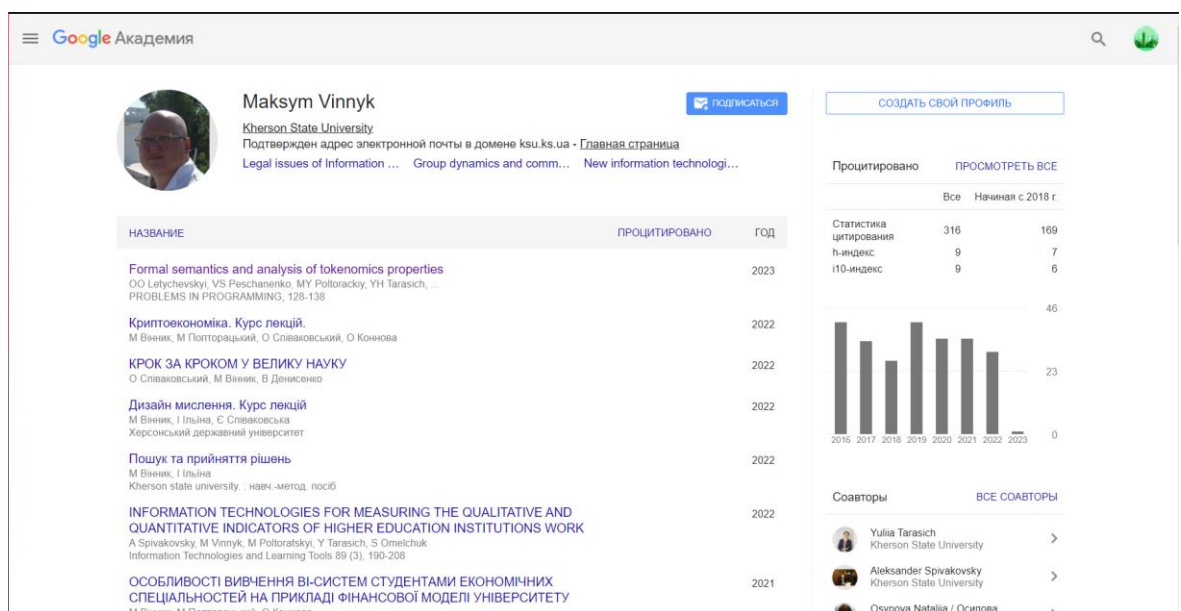 Google Академия
Maksym Vinnyk
ПОДПИСАТЬСЯ
Kherson State University
Подтвержден адрес электронной почты в домене ksu.ks.ua - Главная страница
Legal issues of Information ... Group dynamics and comm... New information technologi...
НАЗВАНИЕ ПРОЦИТИРОВАНО ГОД
Formal semantics and analysis of tokenomics properties 2023
OO Letychevskyi, VS Peschanenko, MY Poltorackiy, YH Tarasich, ...
PROBLEMS IN PROGRAMMING, 128-138
Криптоекономіка. Курс лекцій. 2022
М Вінник, М Полторацький, О Співаковський, О Коннова
КРОК ЗА КРОКОМ У ВЕЛИКУ НАУКУ 2022
О Співаковський, М Вінник, В Денисенко
Дизайн мислення. Курс лекцій 2022
М Вінник, І Ільїна, Є Співаковська
Херсонський державний університет
Пошук та прийняття рішень 2022
М Вінник, І Ільїна
Kherson state university. : навч.-метод. посіб
INFORMATION TECHNOLOGIES FOR MEASURING THE QUALITATIVE AND 2022
QUANTITATIVE INDICATORS OF HIGHER EDUCATION INSTITUTIONS WORK
A Spivakovsky, M Vinnyk, M Poltoratskyi, Y Tarasich, S Omelchuk
Information Technologies and Learning Tools 89 (3), 190-208
ОСОБЛИВОСТІ ВИВЧЕННЯ BI-СИСТЕМ СТУДЕНТАМИ ЕКОНОМІЧНИХ 2021
СПЕЦІАЛЬНОСТЕЙ НА ПРИКЛАДІ ФІНАНСОВОЇ МОДЕЛІ УНІВЕРСИТЕТУ
СОЗДАТЬ СВОЙ ПРОФИЛЬ
Процитировано ПРОСМОТРЕТЬ ВСЕ
Все Начиная с 2018 г.
Статистика
цитирования 316 169
h-индекс 9 7
i10-индекс 9 6
46
23
0
2016 2017 2018 2019 2020 2021 2022 2023
Соавторы ВСЕ СОАВТОРЫ
Yuliia Tarasich
Kherson State University
Aleksander Spivakovsky
Kherson State University
Osypova Nataliia / Осипова